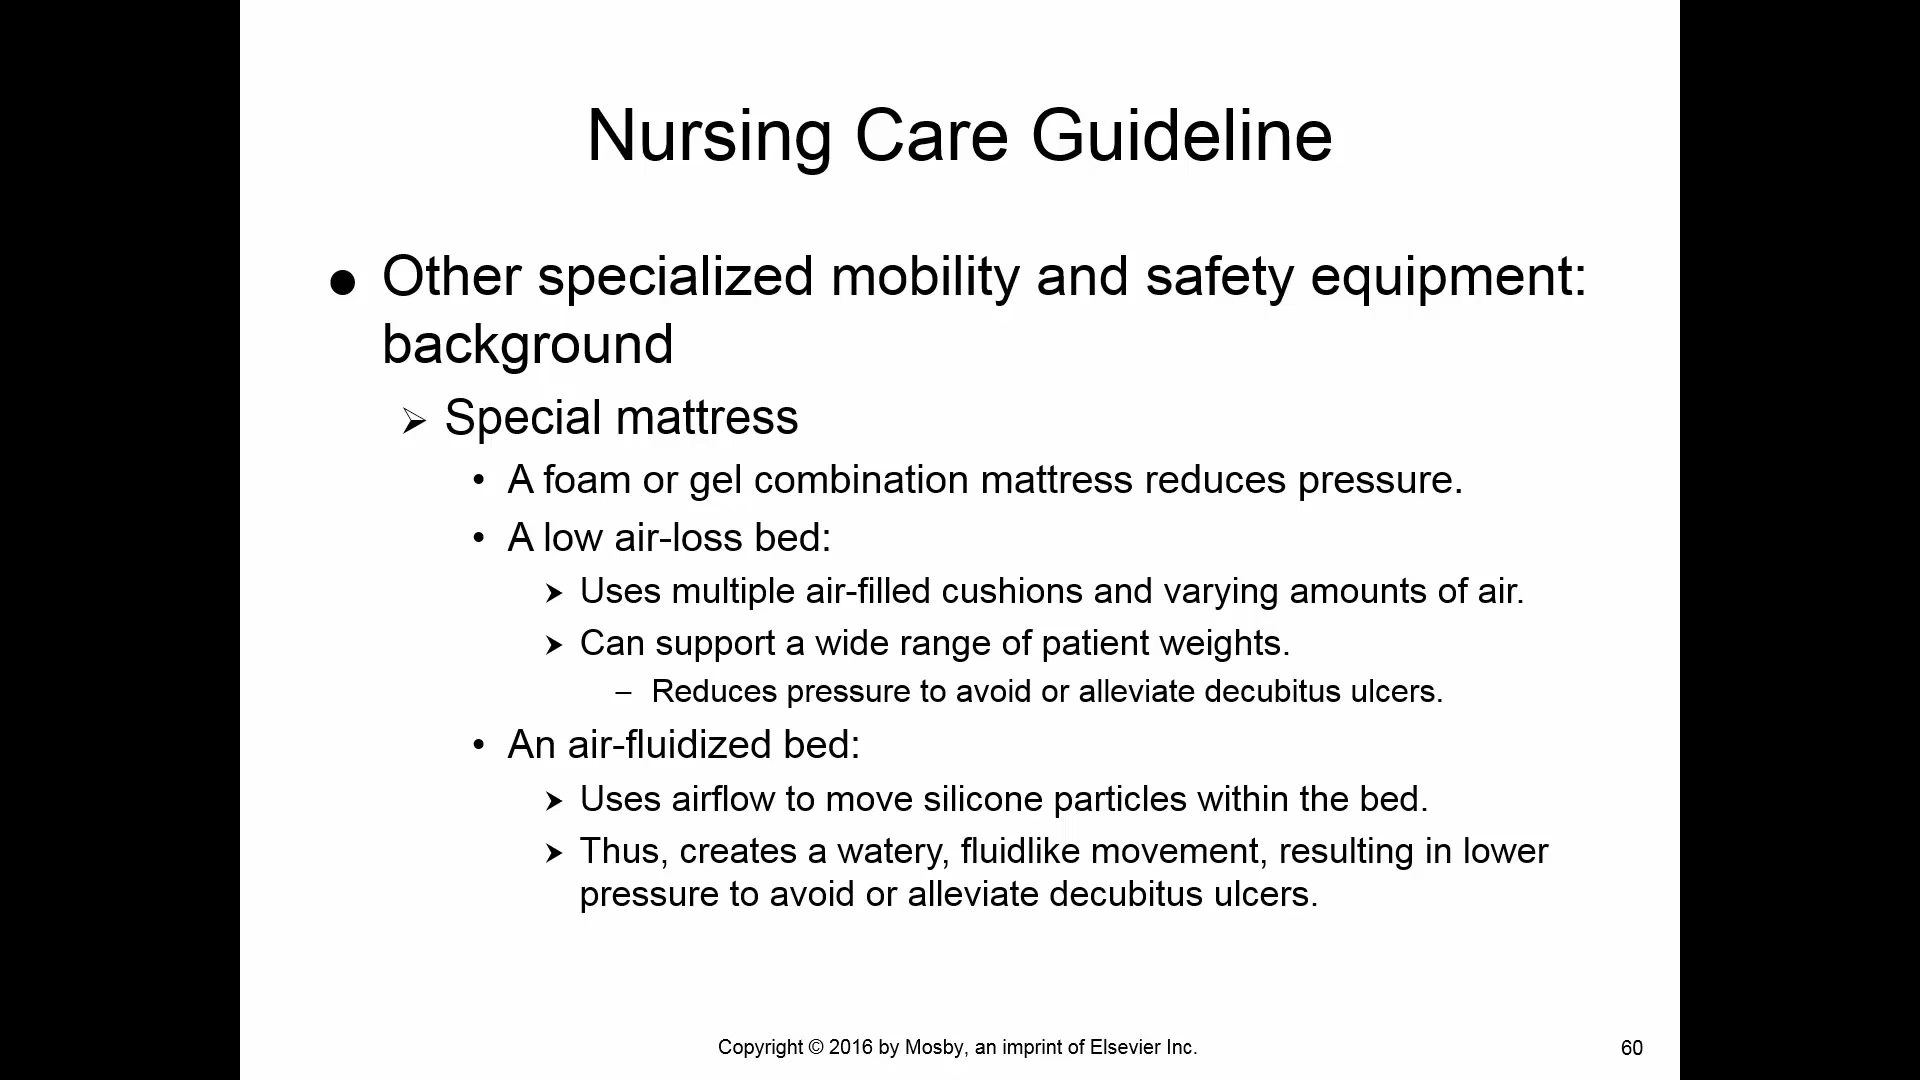 Nursing Care Guideline
● Other specialized mobility and safety equipment:
background
➢ Special mattress
• A foam or gel combination mattress reduces pressure.
• A low air-loss bed:
➤ Uses multiple air-filled cushions and varying amounts of air.
➤ Can support a wide range of patient weights.
– Reduces pressure to avoid or alleviate decubitus ulcers.
• An air-fluidized bed:
➤ Uses airflow to move silicone particles within the bed.
➤ Thus, creates a watery, fluidlike movement, resulting in lower
pressure to avoid or alleviate decubitus ulcers.
Copyright © 2016 by Mosby, an imprint of Elsevier Inc.
60